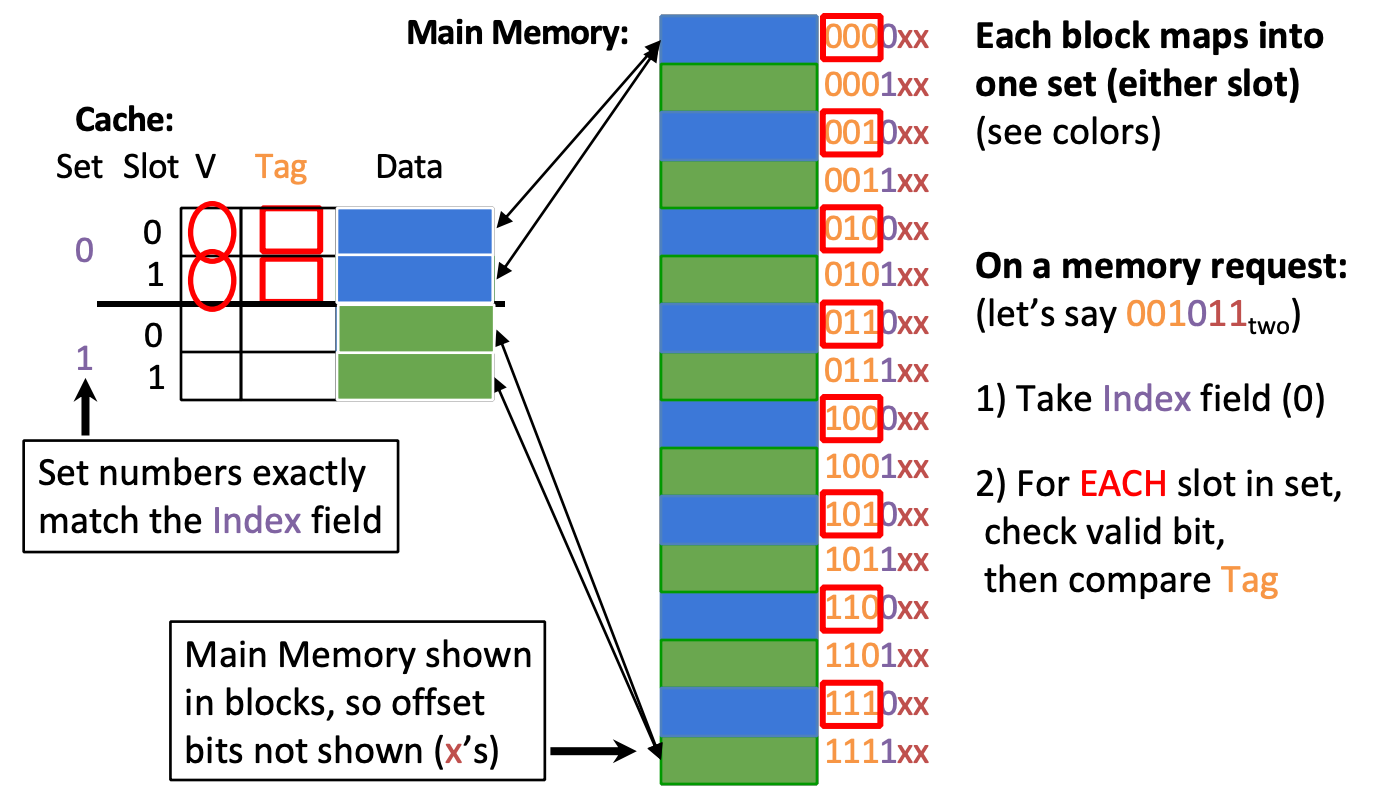 Main Memory:
Cache:
Set Slot V Tag Data
0
0
1
1
0
1
Set numbers exactly
match the Index field
Main Memory shown
in blocks, so offset
bits not shown (x's)
0000xx
0001xx
0010xx
0011xx
0100xx
0101xx
0110xx
0111xx
1000xx
1001xx
1010xx
1011xx
1100xx
1101xx
1110xx
1111xx
Each block maps into
one set (either slot)
(see colors)
On a memory request:
(let’s say 001011two)
1) Take Index field (0)
2) For EACH slot in set,
check valid bit,
then compare Tag